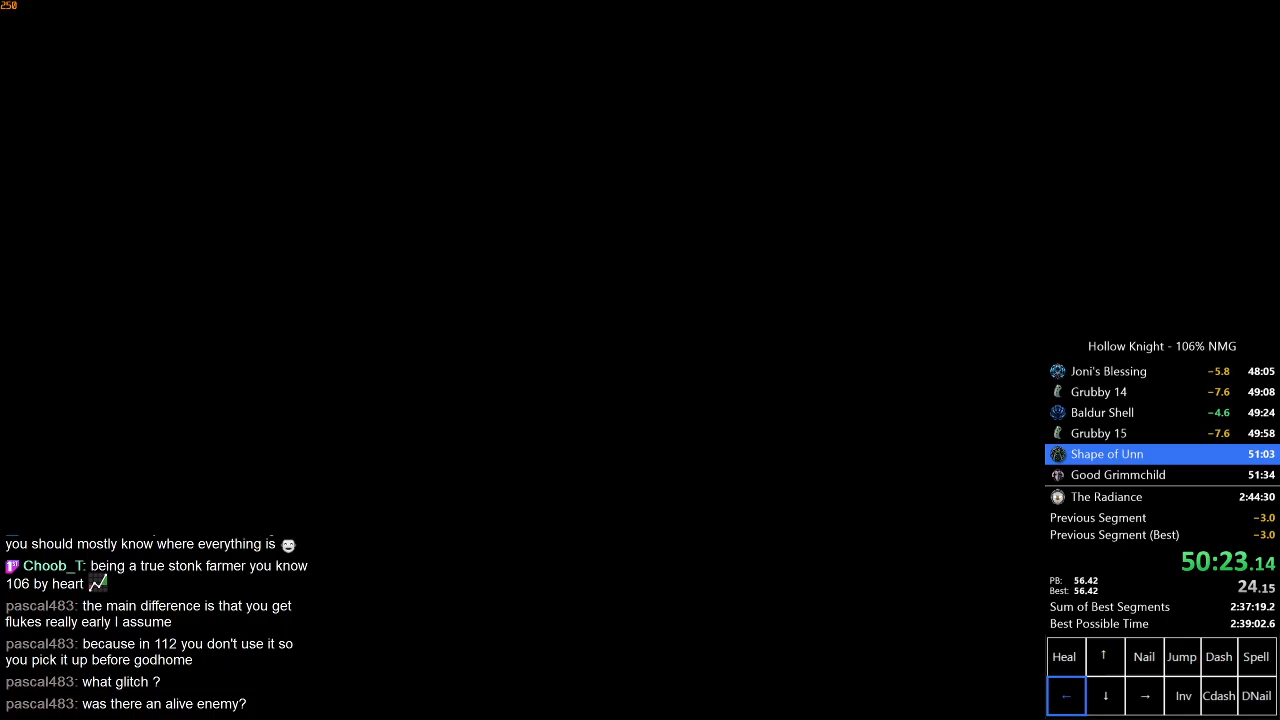 250
Hollow Knight - 106% NMG
Joni's Blessing −5.8 48:05
Grubby 14 −7.6 49:08
Baldur Shell −4.6 49:24
Grubby 15 −7.6 49:58
Shape of Unn 51:03
Good Grimmchild 51:34
The Radiance 2:44:30
Previous Segment −3.0
Previous Segment (Best) −3.0
50:23.14
PB: 56.42
Best: 56.42
24.15
Sum of Best Segments 2:37:19.2
Best Possible Time 2:39:02.6
Heal ↑ Nail Jump Dash Spell
← ↓ → Inv Cdash DNail
you should mostly know where everything is
Choob_T: being a true stonk farmer you know
106 by heart
pascal483: the main difference is that you get
flukes really early I assume
pascal483: because in 112 you don't use it so
you pick it up before godhome
pascal483: what glitch ?
pascal483: was there an alive enemy?